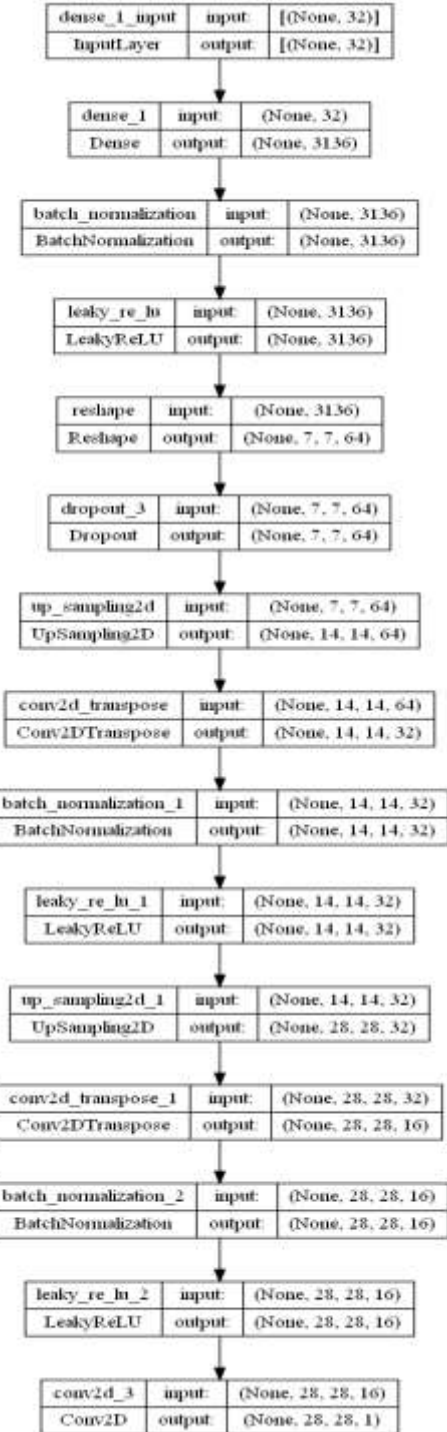 dense_1_input input: [(None, 32)]
InputLayer output: [(None, 32)]
dense_1 input: (None, 32)
Dense output: (None, 3136)
batch_normalization input: (None, 3136)
BatchNormalization output: (None, 3136)
leaky_re_lu input: (None, 3136)
LeakyReLU output: (None, 3136)
reshape input: (None, 3136)
Reshape output: (None, 7, 7, 64)
dropout_3 input: (None, 7, 7, 64)
Dropout output: (None, 7, 7, 64)
up_sampling2d input: (None, 7, 7, 64)
UpSampling2D output: (None, 14, 14, 64)
conv2d_transpose input: (None, 14, 14, 64)
Conv2DTranspose output: (None, 14, 14, 32)
batch_normalization_1 input: (None, 14, 14, 32)
BatchNormalization output: (None, 14, 14, 32)
leaky_re_lu_1 input: (None, 14, 14, 32)
LeakyReLU output: (None, 14, 14, 32)
up_sampling2d_1 input: (None, 14, 14, 32)
UpSampling2D output: (None, 28, 28, 32)
conv2d_transpose_1 input: (None, 28, 28, 32)
Conv2DTranspose output: (None, 28, 28, 16)
batch_normalization_2 input: (None, 28, 28, 16)
BatchNormalization output: (None, 28, 28, 16)
leaky_re_lu_2 input: (None, 28, 28, 16)
LeakyReLU output: (None, 28, 28, 16)
conv2d_3 input: (None, 28, 28, 16)
Conv2D output: (None, 28, 28, 1)